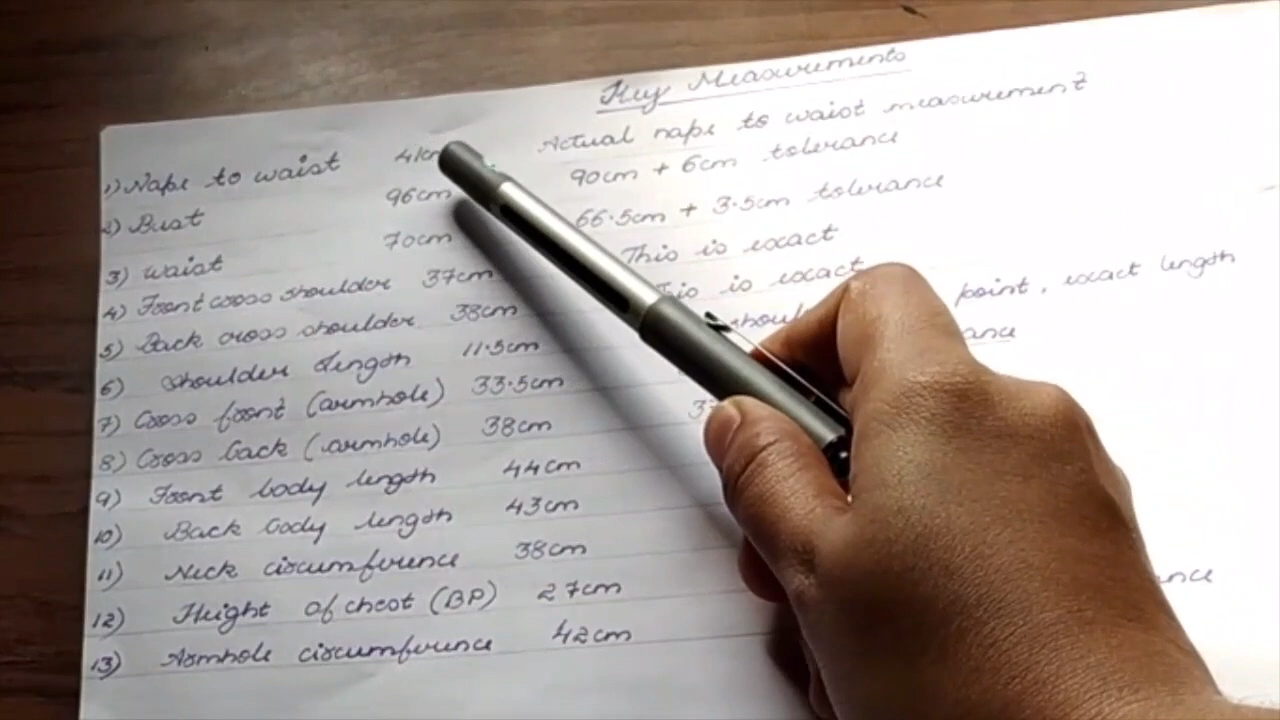 Key Measurements
1) Nape to waist 41cm Actual nape to waist measurement
2) Bust 96cm 90cm + 6cm tolerance
3) Waist 70cm 66.5cm + 3.5cm tolerance
4) Front cross shoulder 37cm This is exact
5) Back cross shoulder 38cm is exact
6) Shoulder length 11.5cm point, exact length
7) Cross front (armhole) 33.5cm
8) Cross back (armhole) 38cm
9) Front body length 44cm
10) Back body length 43cm
11) Neck circumference 38cm
12) Height of chest (BP) 27cm
13) Armhole circumference 42cm